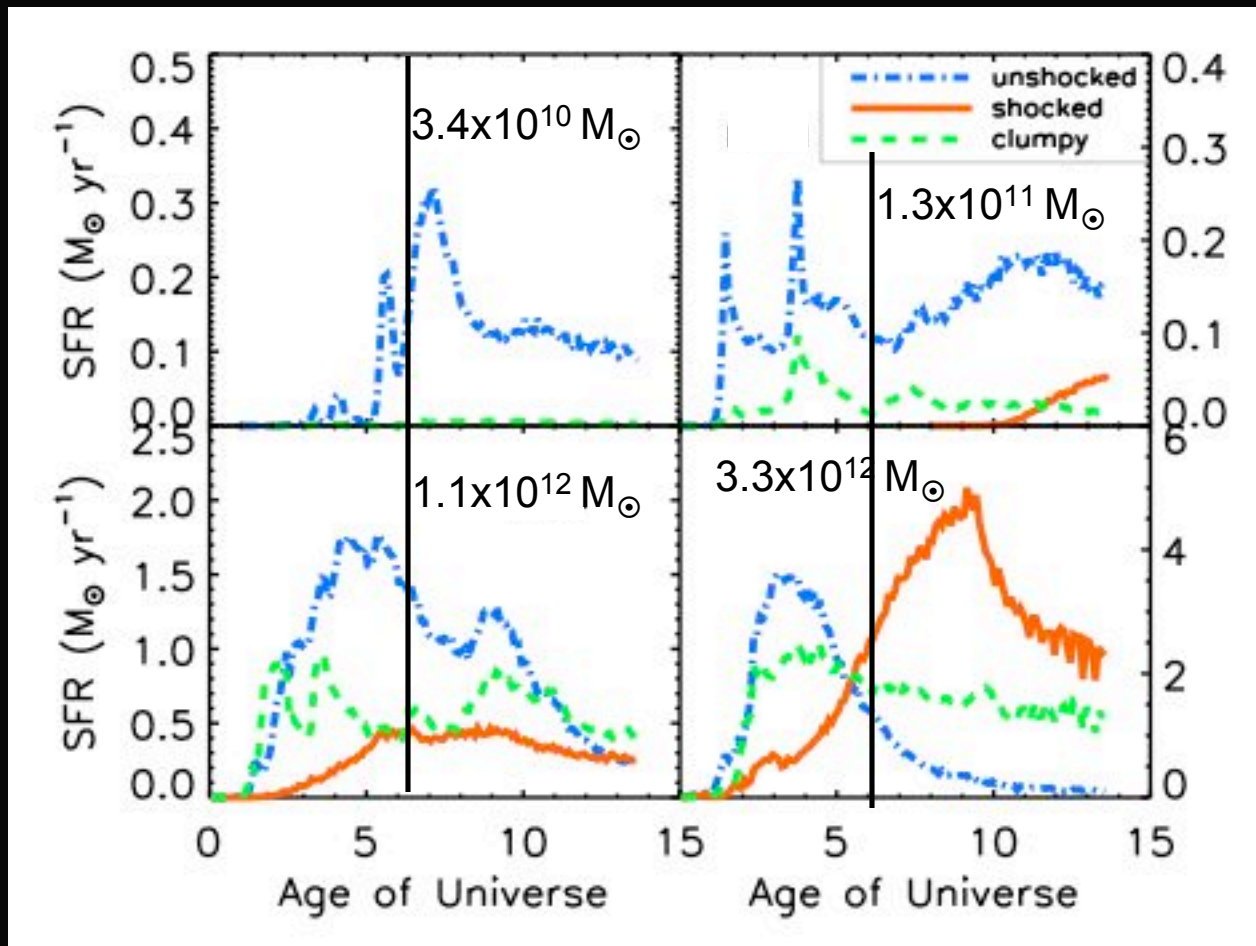 0.5
0.4
0.3
0.2
0.1
0.0
SFR (M☉ yr⁻¹)
3.4x10¹⁰ M☉
unshocked
shocked
clumpy
1.3x10¹¹ M☉
0.4
0.3
0.2
0.1
0.0
2.5
2.0
1.5
1.0
0.5
0.0
SFR (M☉ yr⁻¹)
1.1x10¹² M☉
3.3x10¹² M☉
6
4
2
0
0 5 10 15 5 10 15
Age of Universe Age of Universe